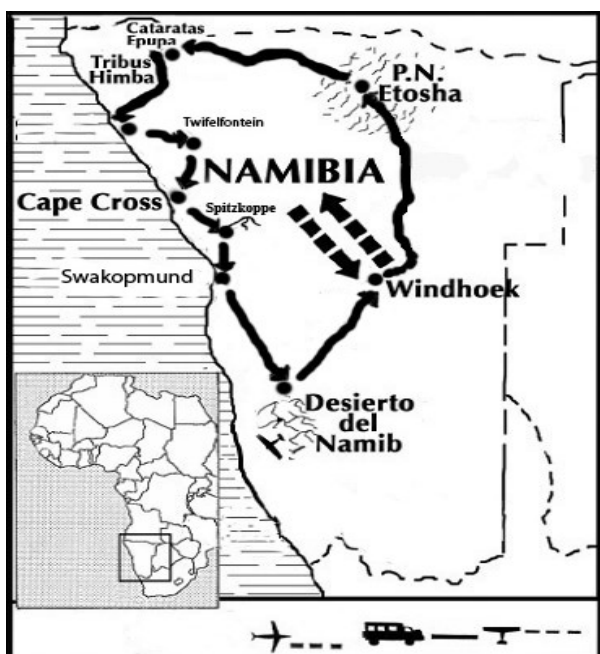 Cataratas
Epupa
Tribus
Himba
P.N.
Etosha
Twifelfontein
NAMIBIA
Cape Cross
Spitzkoppe
Swakopmund
Windhoek
Desierto
del
Namib